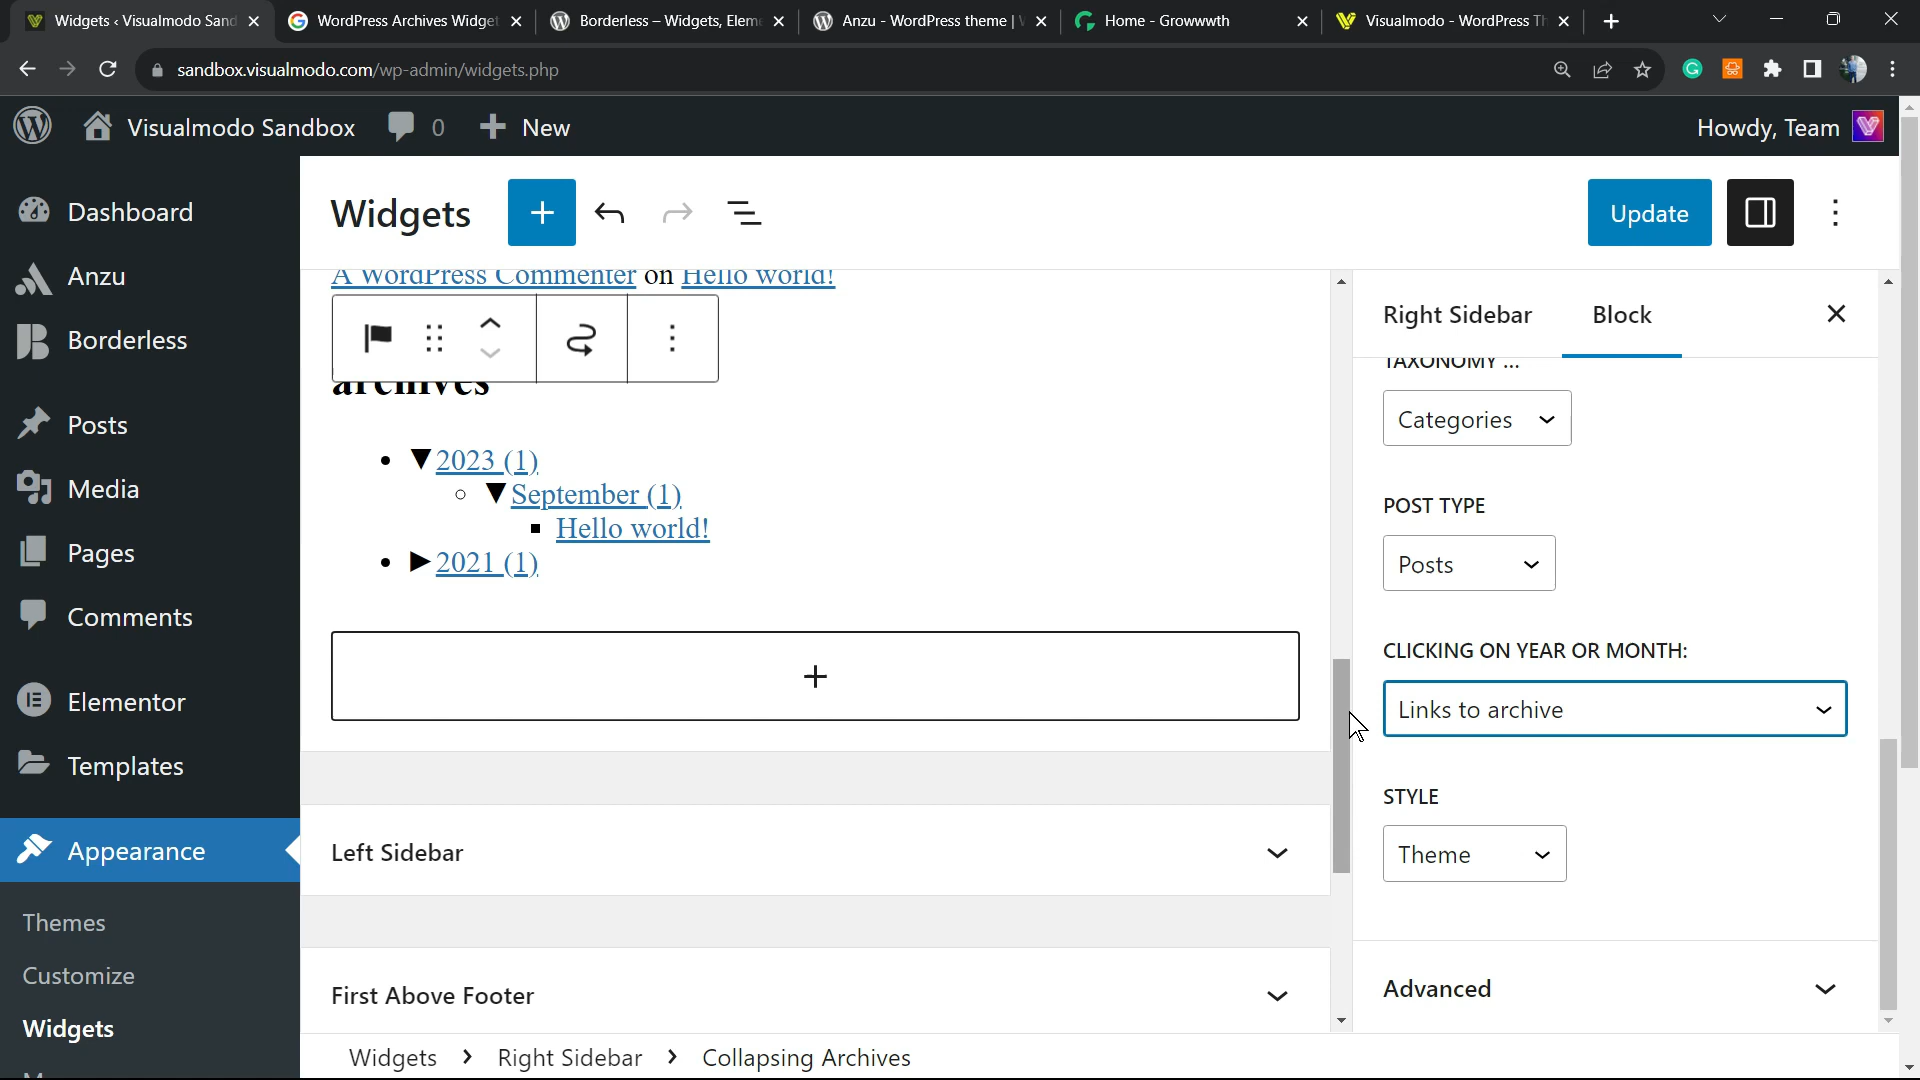 Widgets ‹ Visualmodo Sand
WordPress Archives Widget
Borderless – Widgets, Elem
Anzu - WordPress theme |
Home - Growwwth
Visualmodo - WordPress Th
sandbox.visualmodo.com/wp-admin/widgets.php
Visualmodo Sandbox
0
New
Howdy, Team
Dashboard
Anzu
Borderless
Posts
Media
Pages
Comments
Elementor
Templates
Appearance
Themes
Customize
Widgets
Widgets
Update
A WordPress Commenter on Hello world!
archives
2023 (1)
September (1)
Hello world!
2021 (1)
Left Sidebar
First Above Footer
Right Sidebar
Block
TAXONOMY ...
Categories
POST TYPE
Posts
CLICKING ON YEAR OR MONTH:
Links to archive
STYLE
Theme
Advanced
Widgets > Right Sidebar > Collapsing Archives